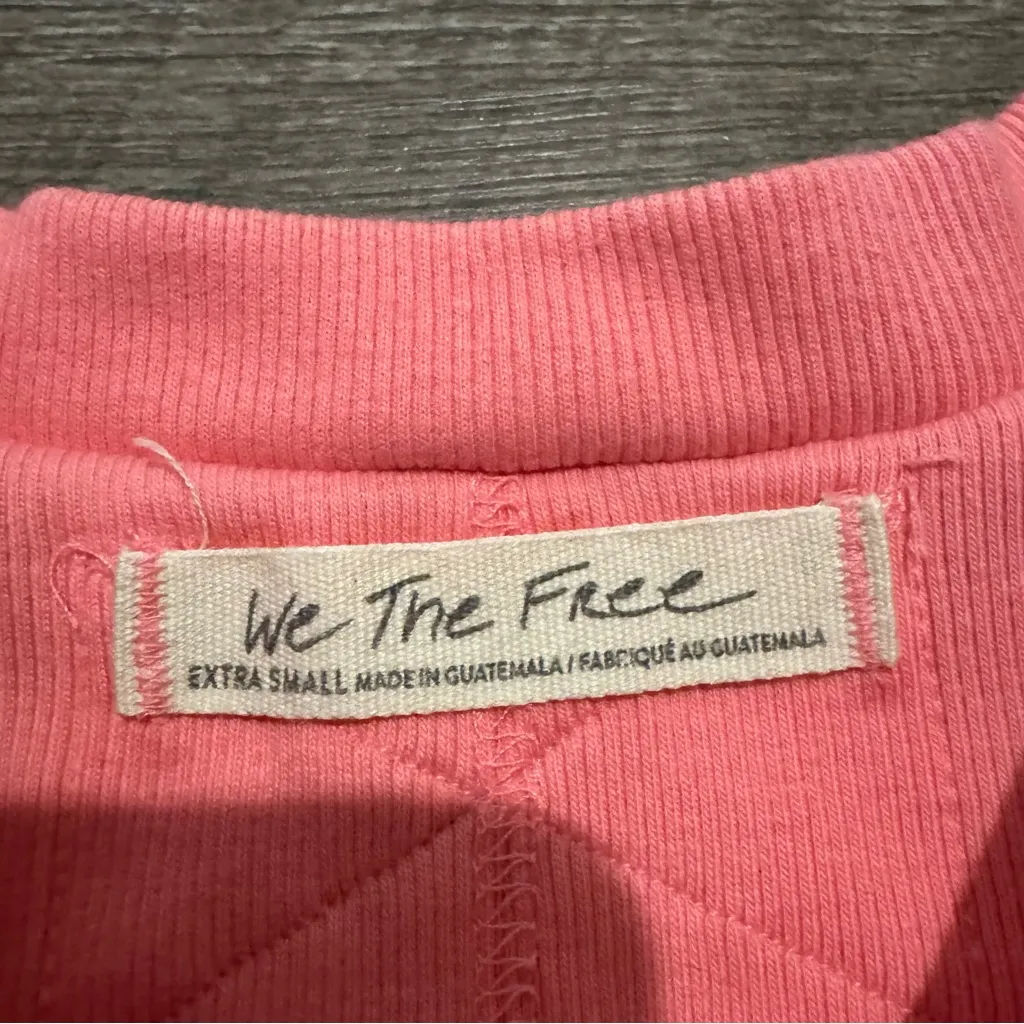 We The Free
EXTRA SMALL MADE IN GUATEMALA / FABRIQUÉ AU GUATEMALA